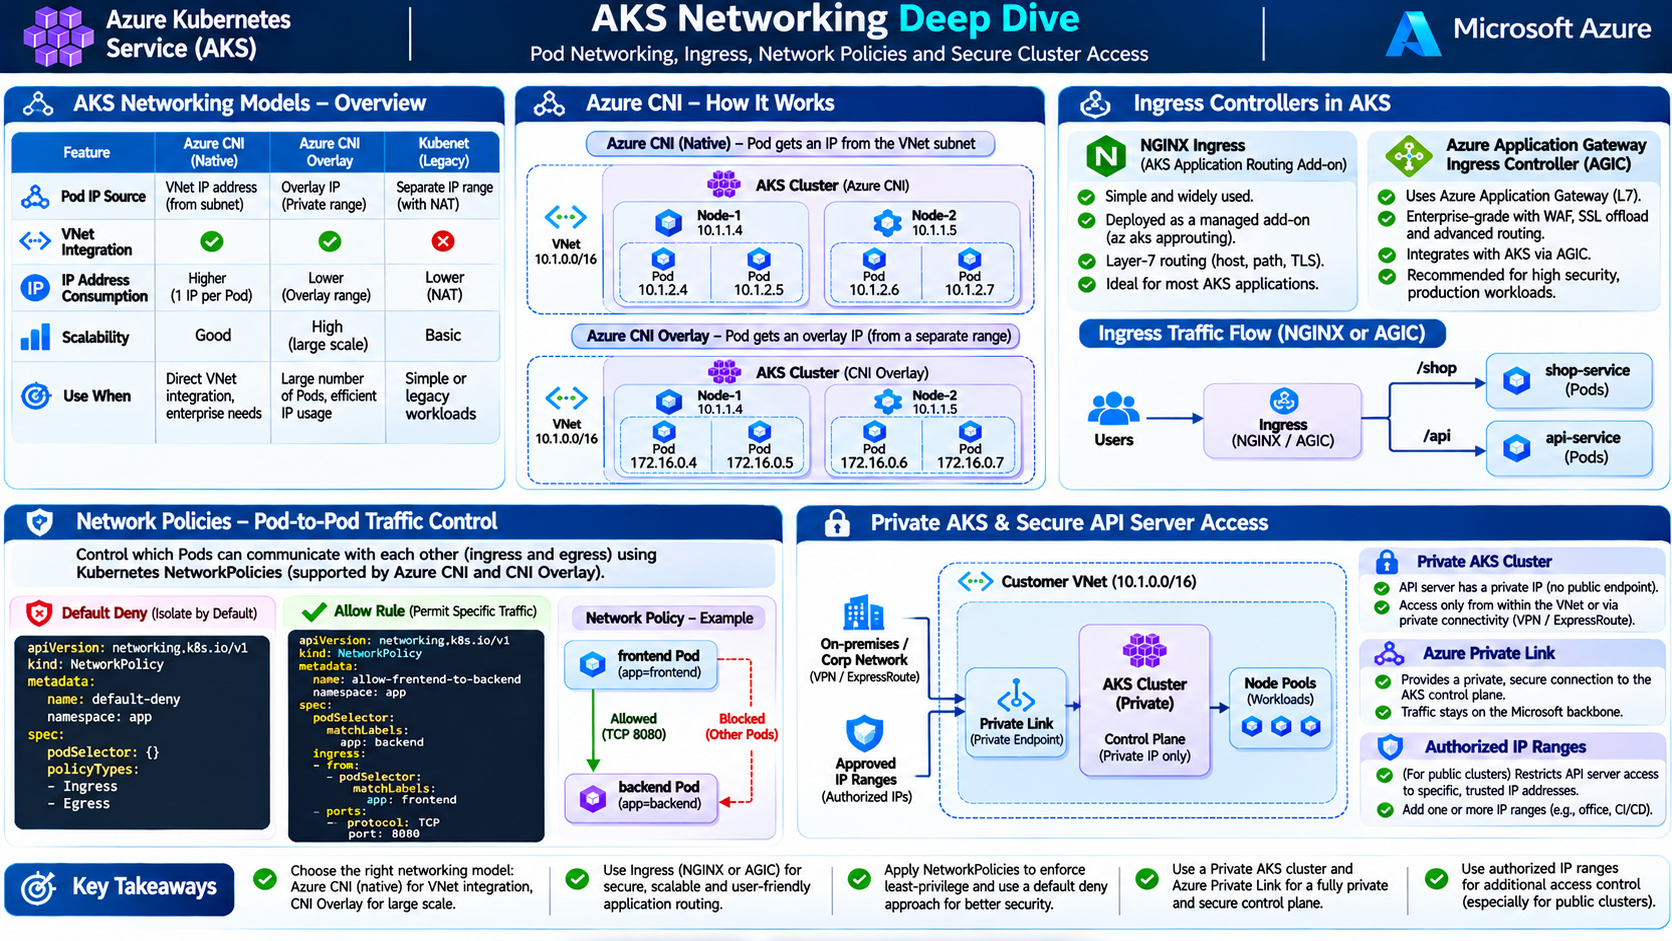 Azure Kubernetes
Service (AKS)
AKS Networking Deep Dive
Pod Networking, Ingress, Network Policies and Secure Cluster Access
Microsoft Azure
AKS Networking Models – Overview
Feature
Azure CNI
(Native)
Azure CNI
Overlay
Kubenet
(Legacy)
Pod IP Source
VNet IP address
(from subnet)
Overlay IP
(Private range)
Separate IP range
(with NAT)
VNet
Integration
IP
IP Address
Consumption
Higher
(1 IP per Pod)
Lower
(Overlay range)
Lower
(NAT)
Scalability
Good
High
(large scale)
Basic
Use When
Direct VNet
integration,
enterprise needs
Large number
of Pods, efficient
IP usage
Simple or
legacy
workloads
Azure CNI – How It Works
Azure CNI (Native) – Pod gets an IP from the VNet subnet
VNet
10.1.0.0/16
AKS Cluster (Azure CNI)
Node-1
10.1.1.4
Pod
10.1.2.4
Pod
10.1.2.5
Node-2
10.1.1.5
Pod
10.1.2.6
Pod
10.1.2.7
Azure CNI Overlay – Pod gets an overlay IP (from a separate range)
VNet
10.1.0.0/16
AKS Cluster (CNI Overlay)
Node-1
10.1.1.4
Pod
172.16.0.4
Pod
172.16.0.5
Node-2
10.1.1.5
Pod
172.16.0.6
Pod
172.16.0.7
Ingress Controllers in AKS
N
NGINX Ingress
(AKS Application Routing Add-on)
Simple and widely used.
Deployed as a managed add-on
(az aks approuting).
Layer-7 routing (host, path, TLS).
Ideal for most AKS applications.
Azure Application Gateway
Ingress Controller (AGIC)
Uses Azure Application Gateway (L7).
Enterprise-grade with WAF, SSL offload
and advanced routing.
Integrates with AKS via AGIC.
Recommended for high security,
production workloads.
Ingress Traffic Flow (NGINX or AGIC)
Users
Ingress
(NGINX / AGIC)
/shop
shop-service
(Pods)
/api
api-service
(Pods)
Network Policies – Pod-to-Pod Traffic Control
Control which Pods can communicate with each other (ingress and egress) using
Kubernetes NetworkPolicies (supported by Azure CNI and CNI Overlay).
Default Deny (Isolate by Default)
apiVersion: networking.k8s.io/v1
kind: NetworkPolicy
metadata:
name: default-deny
namespace: app
spec:
podSelector: {}
policyTypes:
- Ingress
- Egress
Allow Rule (Permit Specific Traffic)
apiVersion: networking.k8s.io/v1
kind: NetworkPolicy
metadata:
name: allow-frentend-to-backend
namespace: app
spec:
podSelector:
matchLabels:
app: backend
ingress:
- from:
- podSelector:
matchLabels:
app: frontend
- ports:
-- protocol: TCP
port: 8080
Network Policy – Example
frontend Pod
(app=frontend)
Allowed
(TCP 8080)
Blocked
(Other Pods)
backend Pod
(app=backend)
Private AKS & Secure API Server Access
On-premises /
Corp Network
(VPN / ExpressRoute)
Approved
IP Ranges
(Authorized IPs)
Customer VNet (10.1.0.0/16)
Private Link
(Private Endpoint)
AKS Cluster
(Private)
Control Plane
(Private IP only)
Node Pools
(Workloads)
Private AKS Cluster
API server has a private IP (no public endpoint).
Access only from within the VNet or via
private connectivity (VPN / ExpressRoute).
Azure Private Link
Provides a private, secure connection to the
AKS control plane.
Traffic stays on the Microsoft backbone.
Authorized IP Ranges
(For public clusters) Restricts API server access
to specific, trusted IP addresses.
Add one or more IP ranges (e.g., office, CI/CD).
Key Takeaways
Choose the right networking model:
Azure CNI (native) for VNet integration,
CNI Overlay for large scale.
Use Ingress (NGINX or AGIC) for
secure, scalable and user-friendly
application routing.
Apply NetworkPolicies to enforce
least-privilege and use a default deny
approach for better security.
Use a Private AKS cluster and
Azure Private Link for a fully private
and secure control plane.
Use authorized IP ranges
for additional access control
(especially for public clusters).